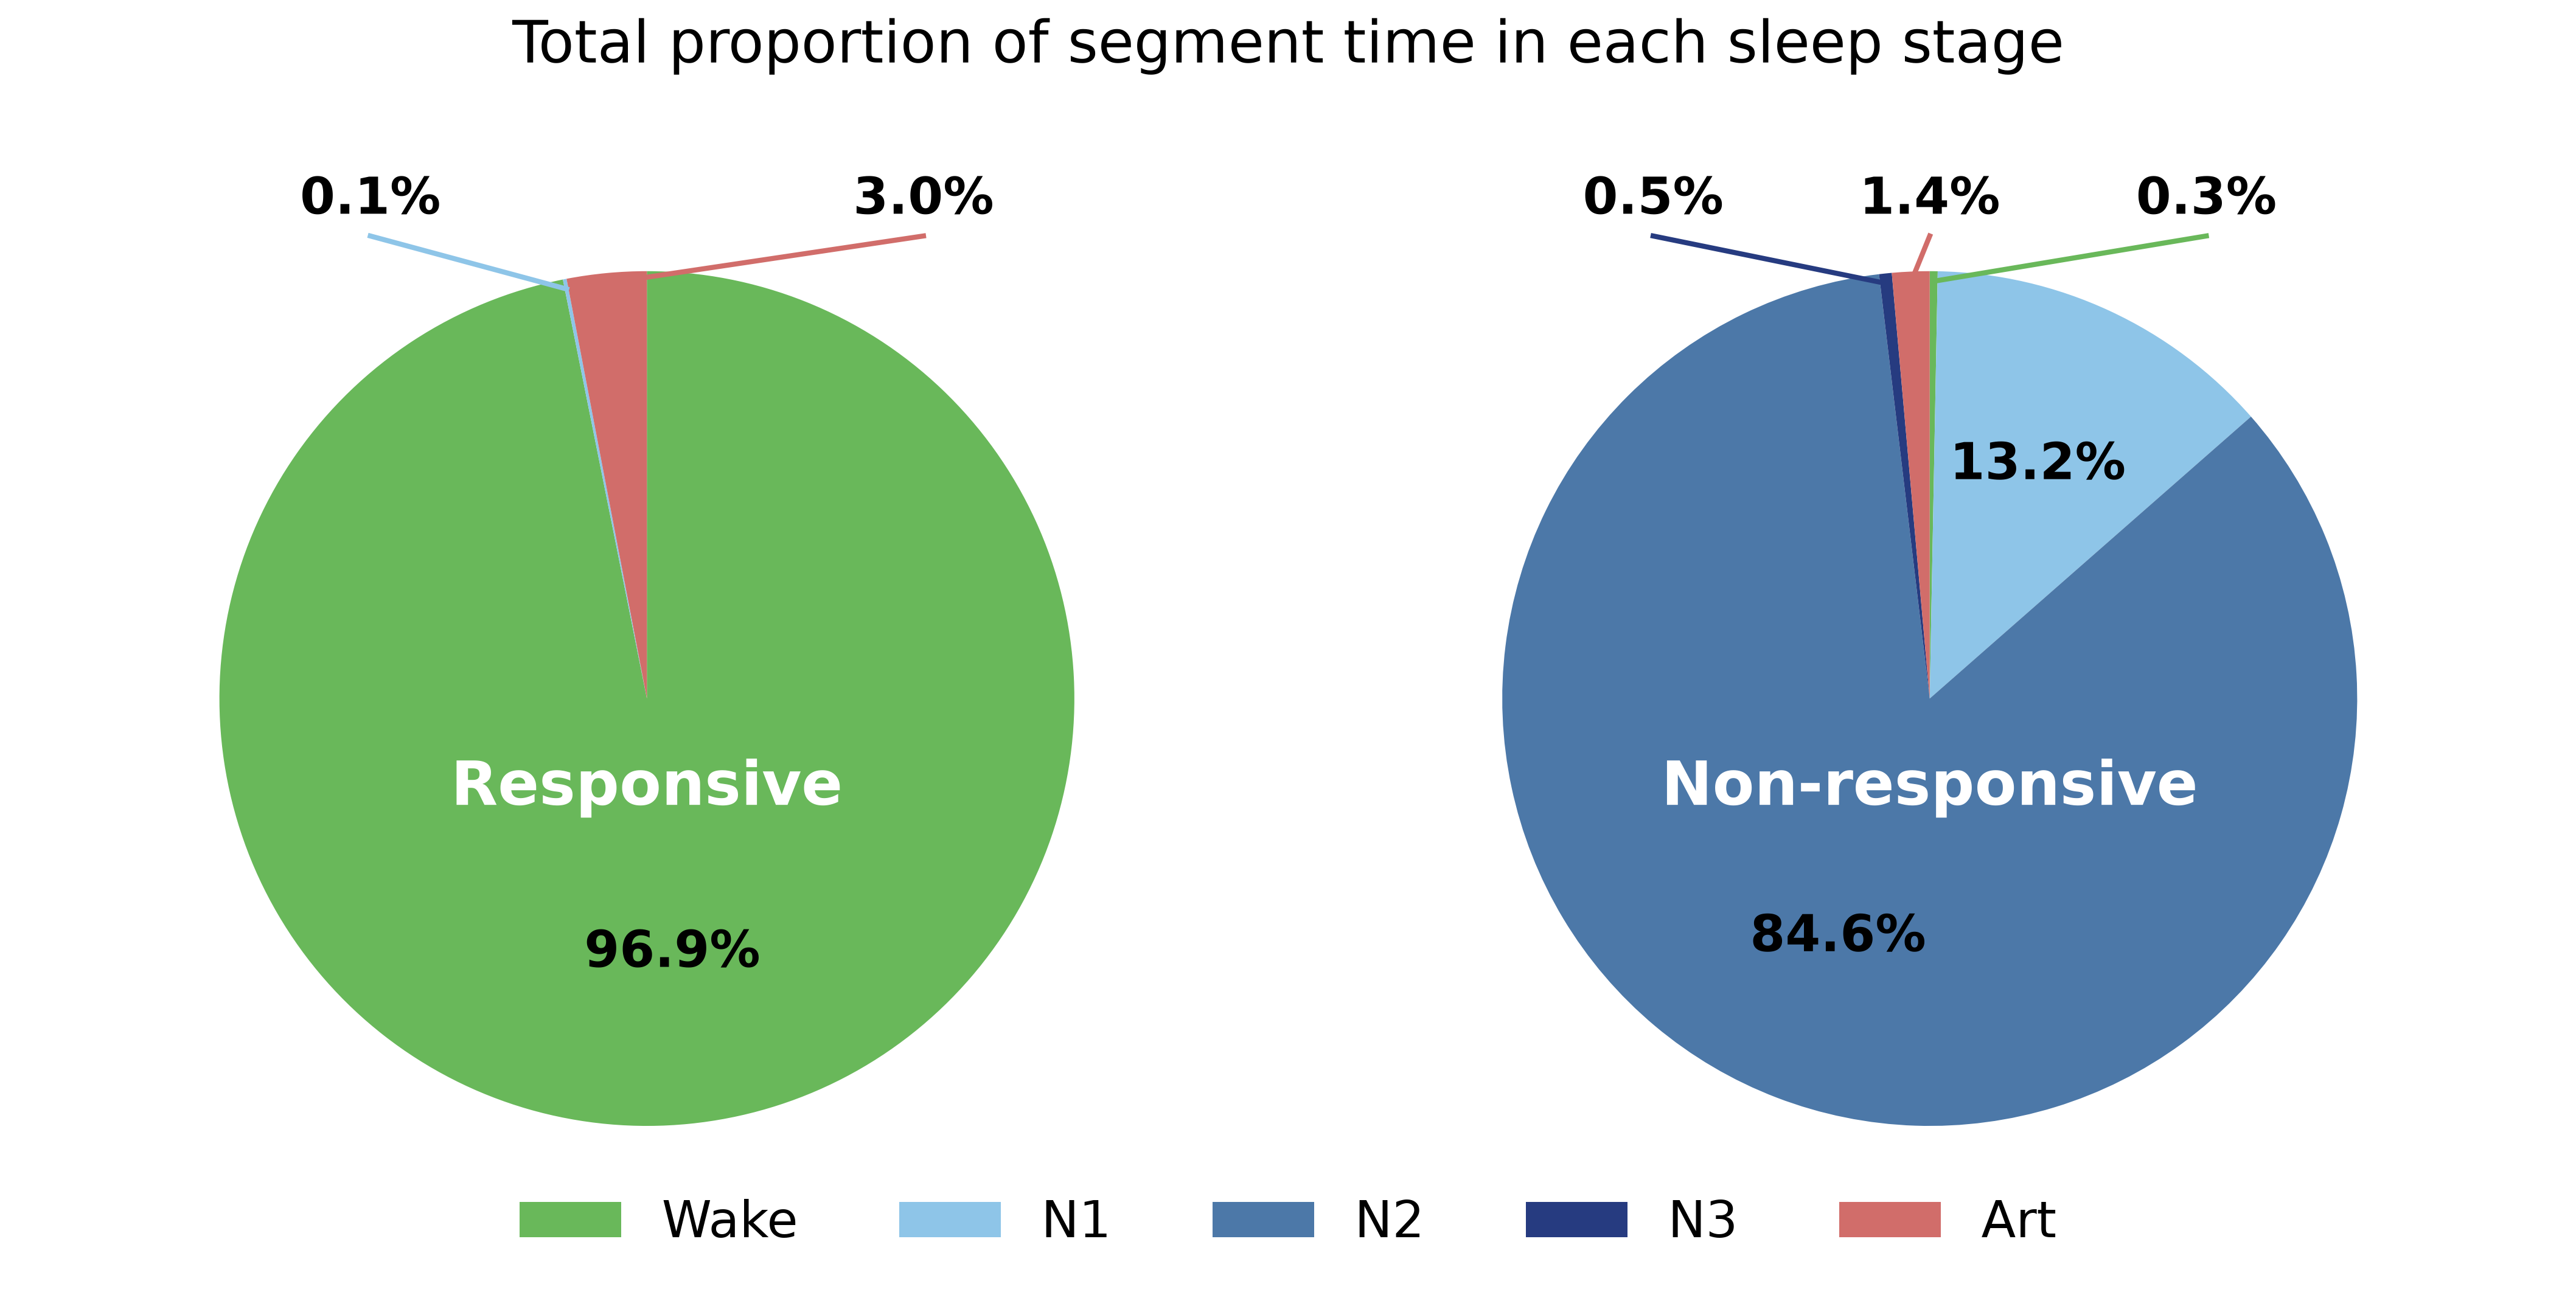 Total proportion of segment time in each sleep stage
0.1%
3.0%
Responsive
96.9%
0.5%
1.4%
0.3%
13.2%
Non-responsive
84.6%
Wake
N1
N2
N3
Art